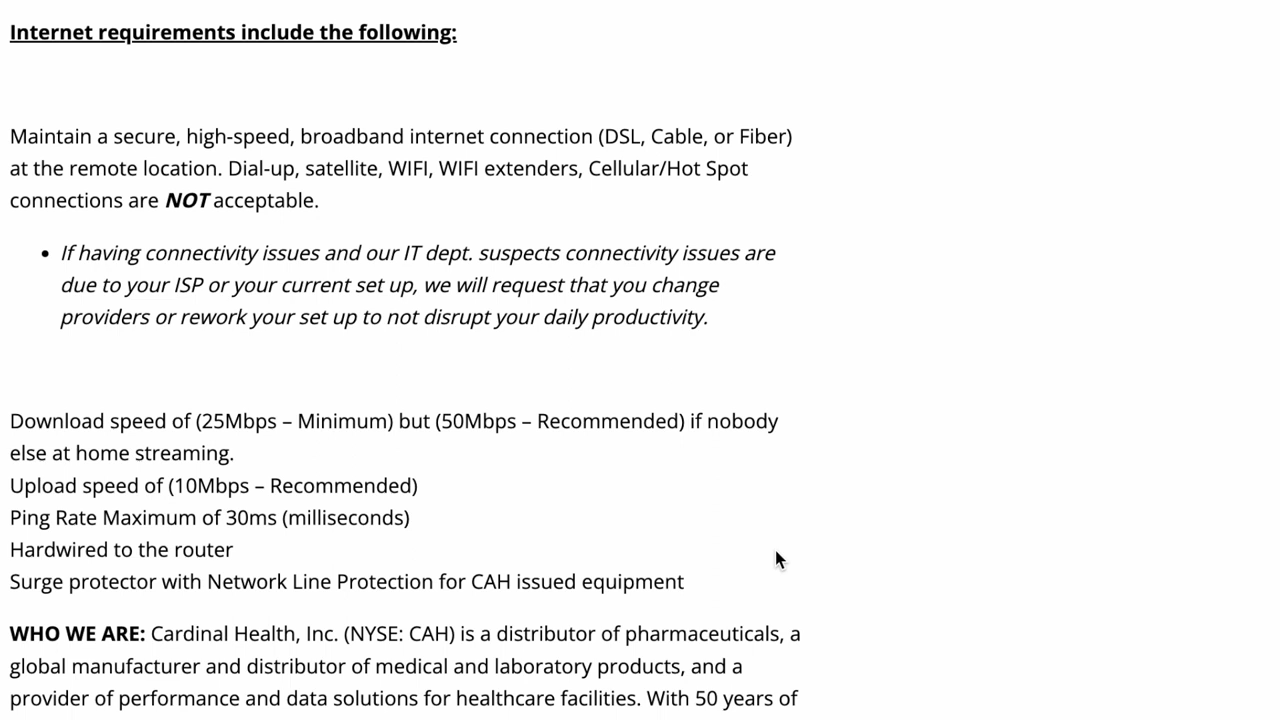 Internet requirements include the following:
Maintain a secure, high-speed, broadband internet connection (DSL, Cable, or Fiber)
at the remote location. Dial-up, satellite, WIFI, WIFI extenders, Cellular/Hot Spot
connections are NOT acceptable.
• If having connectivity issues and our IT dept. suspects connectivity issues are
due to your ISP or your current set up, we will request that you change
providers or rework your set up to not disrupt your daily productivity.
Download speed of (25Mbps – Minimum) but (50Mbps – Recommended) if nobody
else at home streaming.
Upload speed of (10Mbps – Recommended)
Ping Rate Maximum of 30ms (milliseconds)
Hardwired to the router
Surge protector with Network Line Protection for CAH issued equipment
WHO WE ARE: Cardinal Health, Inc. (NYSE: CAH) is a distributor of pharmaceuticals, a
global manufacturer and distributor of medical and laboratory products, and a
provider of performance and data solutions for healthcare facilities. With 50 years of